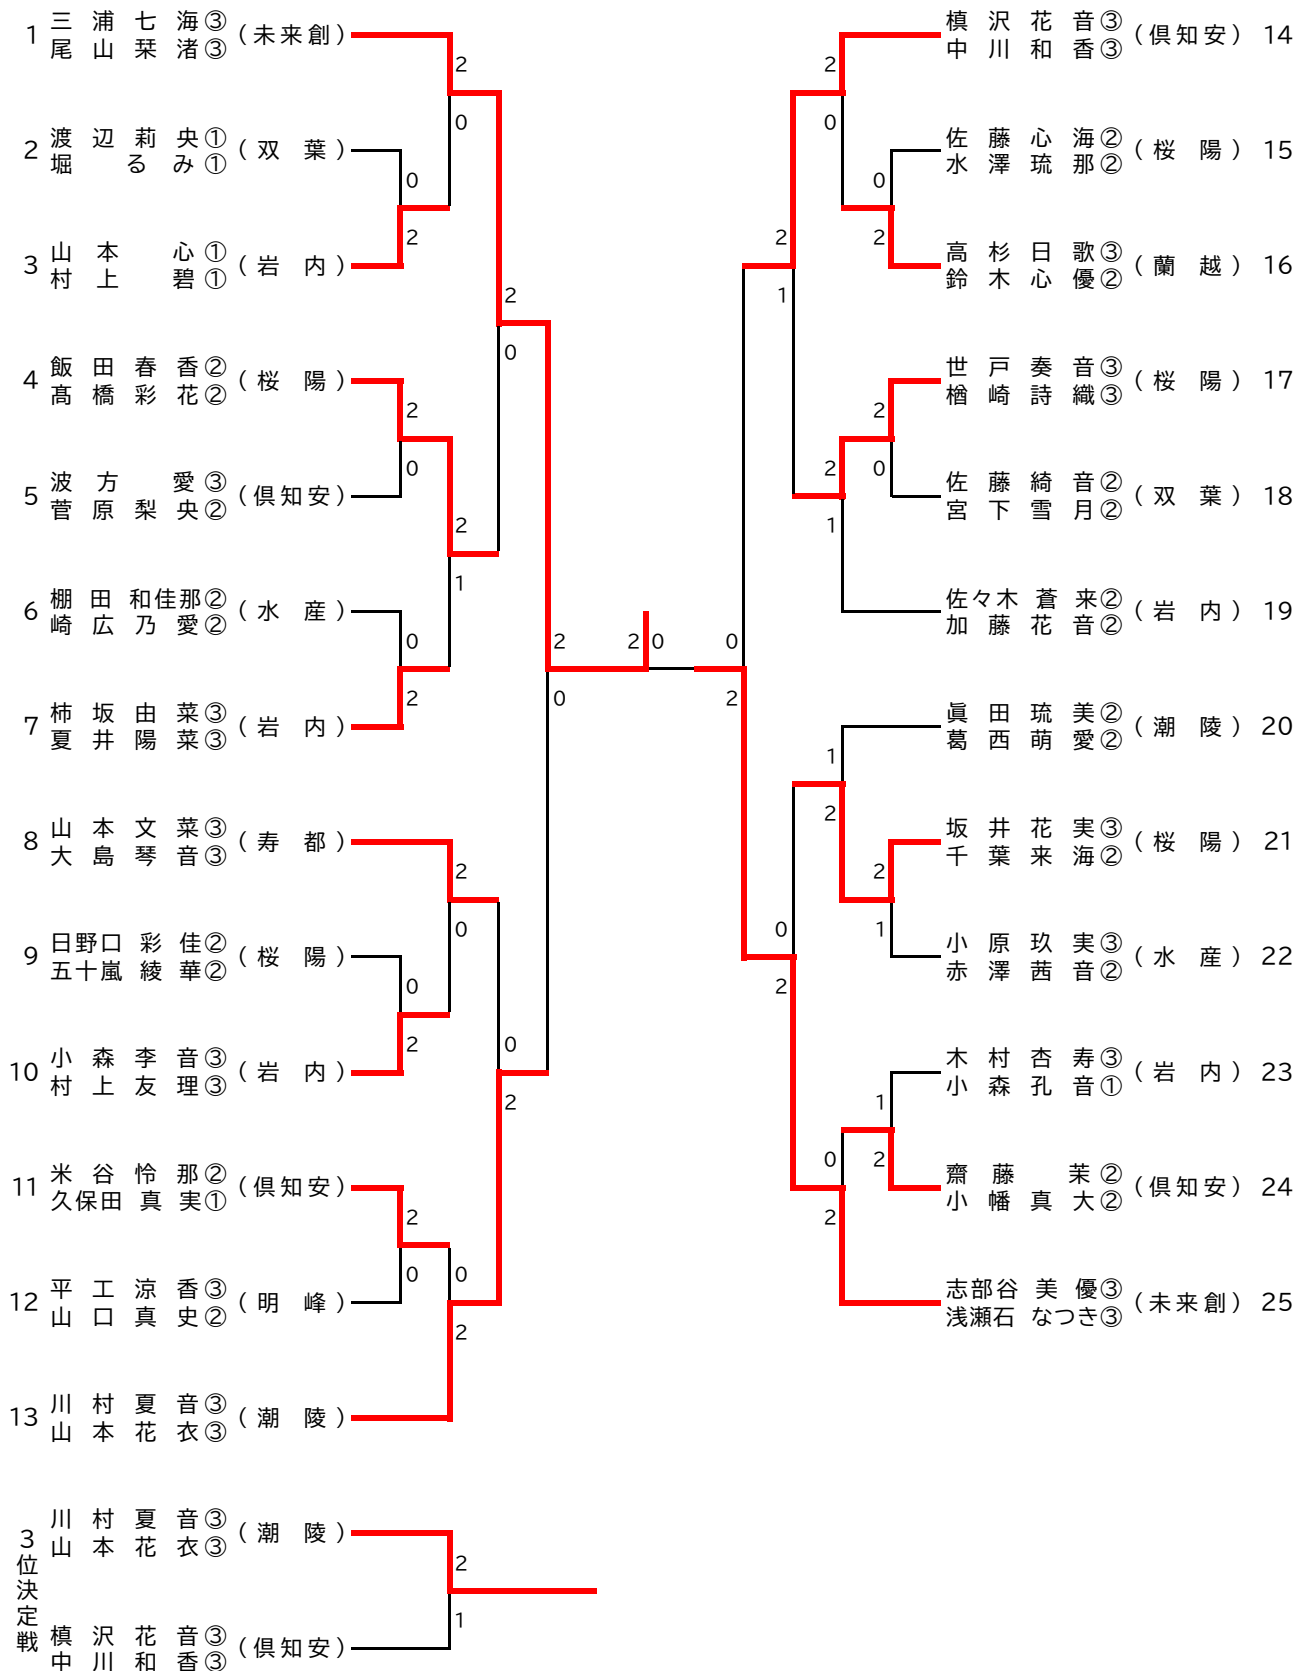 1 三浦七海③ 尾山栞渚③ (未来創)
2 渡辺莉央① 堀るみ① (双葉)
3 山本心① 村上碧① (岩内)
4 飯田春香② 髙橋彩花② (桜陽)
5 波方愛③ 菅原梨央② (倶知安)
6 棚田和佳那② 崎広乃愛② (水産)
7 柿坂由菜③ 夏井陽菜③ (岩内)
8 山本文菜③ 大島琴音③ (寿都)
9 日野口彩佳② 五十嵐綾華② (桜陽)
10 小森李音③ 村上友理③ (岩内)
11 米谷怜那② 久保田真実① (倶知安)
12 平工涼香③ 山口真史② (明峰)
13 川村夏音③ 山本花衣③ (潮陵)
2
0
0
2
2
0
2
0
2
1
0
2
2
0
2
0
0
2
0
2
2
0
0
2
2
0
0
2
2
1
0
2
2
0
2
1
1
2
2
1
0
2
1
2
0
2
槙沢花音③ 中川和香③ (倶知安) 14
佐藤心海② 水澤琉那② (桜陽) 15
高杉日歌③ 鈴木心優② (蘭越) 16
世戸奏音③ 楢崎詩織③ (桜陽) 17
佐藤綺音② 宮下雪月② (双葉) 18
佐々木蒼来② 加藤花音② (岩内) 19
眞田琉美② 葛西萌愛② (潮陵) 20
坂井花実③ 千葉来海② (桜陽) 21
小原玖実③ 赤澤茜音② (水産) 22
木村杏寿③ 小森孔音① (岩内) 23
齋藤茉② 小幡真大② (倶知安) 24
志部谷美優③ 浅瀬石なつき③ (未来創) 25
3位決定戦
川村夏音③ 山本花衣③ (潮陵)
2
1
槙沢花音③ 中川和香③ (倶知安)